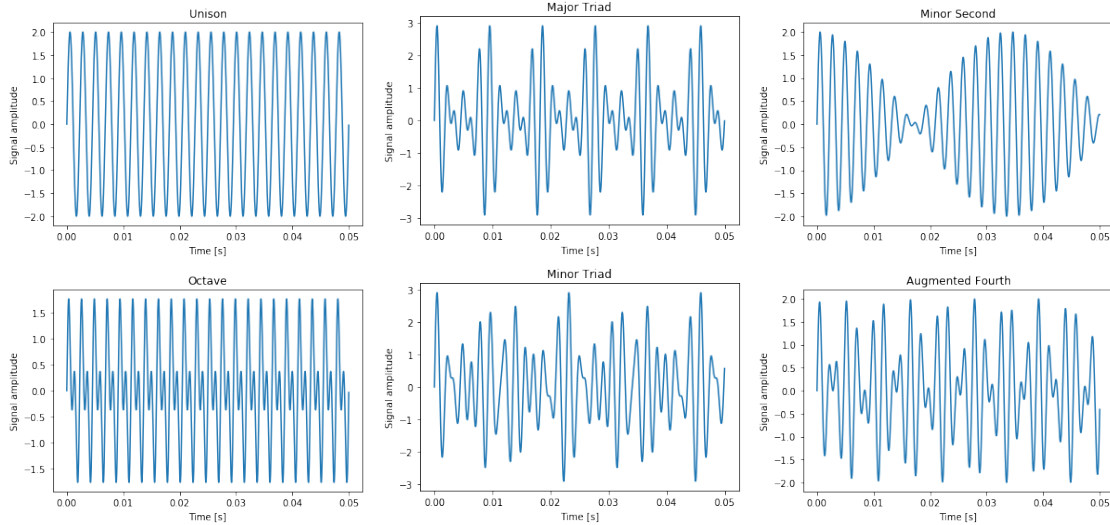 Unison
Signal amplitude
2.0
1.5
1.0
0.5
0.0
−0.5
−1.0
−1.5
−2.0
0.00 0.01 0.02 0.03 0.04 0.05
Time [s]
Major Triad
Signal amplitude
3
2
1
0
−1
−2
−3
0.00 0.01 0.02 0.03 0.04 0.05
Time [s]
Minor Second
Signal amplitude
2.0
1.5
1.0
0.5
0.0
−0.5
−1.0
−1.5
−2.0
0.00 0.01 0.02 0.03 0.04 0.05
Time [s]
Octave
Signal amplitude
1.5
1.0
0.5
0.0
−0.5
−1.0
−1.5
0.00 0.01 0.02 0.03 0.04 0.05
Time [s]
Minor Triad
Signal amplitude
3
2
1
0
−1
−2
−3
0.00 0.01 0.02 0.03 0.04 0.05
Time [s]
Augmented Fourth
Signal amplitude
2.0
1.5
1.0
0.5
0.0
−0.5
−1.0
−1.5
−2.0
0.00 0.01 0.02 0.03 0.04 0.05
Time [s]